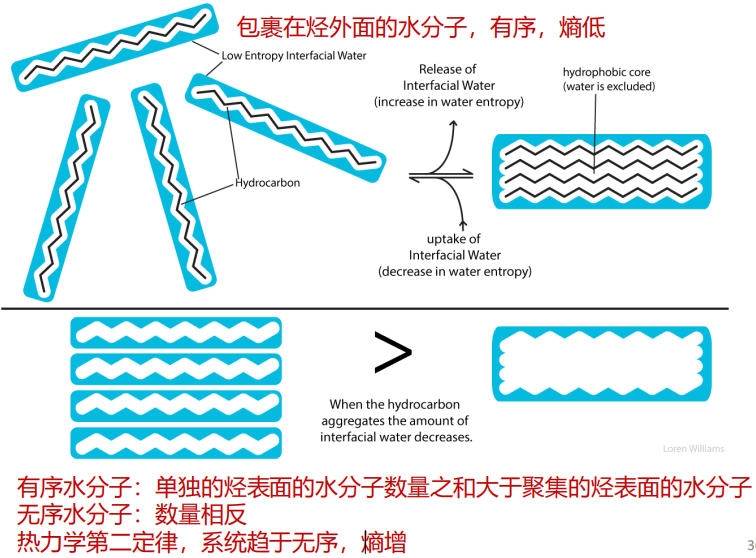 包裹在烃外面的水分子，有序，熵低
Low Entropy Interfacial Water
Hydrocarbon
Release of
Interfacial Water
(increase in water entropy)
uptake of
Interfacial Water
(decrease in water entropy)
hydrophobic core
(water is excluded)
>
When the hydrocarbon
aggregates the amount of
interfacial water decreases.
Loren Williams
有序水分子：单独的烃表面的水分子数量之和大于聚集的烃表面的水分子
无序水分子：数量相反
热力学第二定律，系统趋于无序，熵增